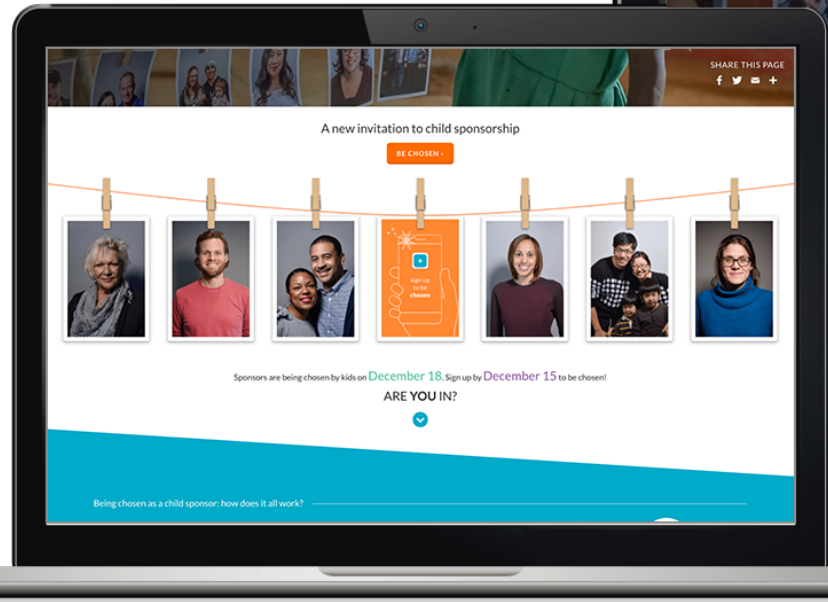 SHARE THIS PAGE
A new invitation to child sponsorship
BE CHOSEN ›
sign up
to be
chosen
Sponsors are being chosen by kids on December 18. Sign up by December 15 to be chosen!
ARE YOU IN?
Being chosen as a child sponsor: how does it all work?